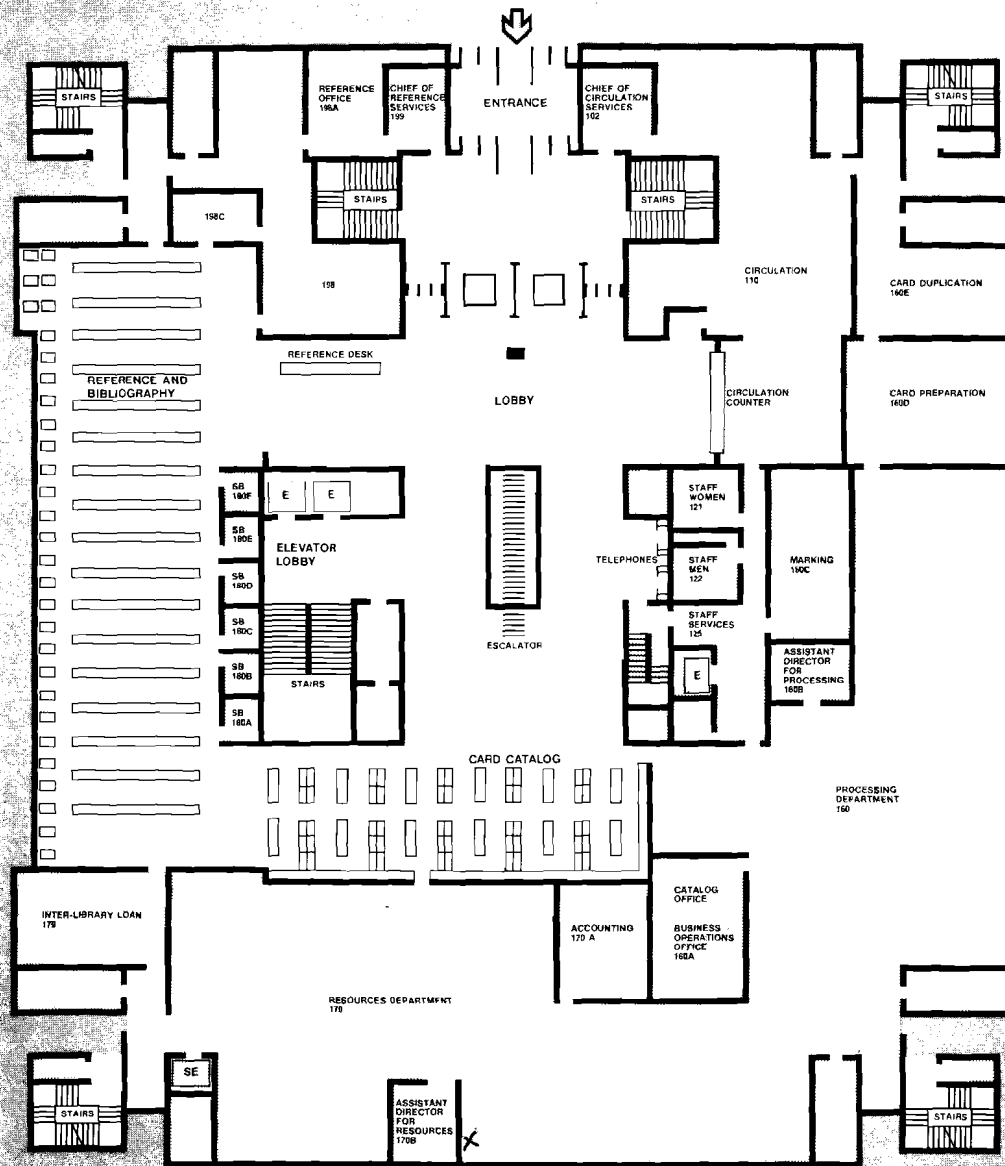 STAIRS
REFERENCE
OFFICE
198A
CHIEF OF
REFERENCE
SERVICES
199
ENTRANCE
CHIEF OF
CIRCULATION
SERVICES
102
STAIRS
STAIRS
STAIRS
198C
198
CIRCULATION
110
CARD DUPLICATION
160E
REFERENCE DESK
REFERENCE AND
BIBLIOGRAPHY
LOBBY
CIRCULATION
COUNTER
CARD PREPARATION
160D
SB
180F
E
E
STAFF
WOMEN
121
SB
180E
ELEVATOR
LOBBY
TELEPHONES
STAFF
MEN
122
MARKING
160C
SB
180D
SB
180C
STAFF
SERVICES
125
ESCALATOR
SB
180B
STAIRS
E
ASSISTANT
DIRECTOR
FOR
PROCESSING
160B
SB
180A
CARD CATALOG
PROCESSING
DEPARTMENT
160
INTER-LIBRARY LOAN
179
ACCOUNTING
170 A
CATALOG
OFFICE
BUSINESS
OPERATIONS
OFFICE
160A
RESOURCES DEPARTMENT
170
SE
STAIRS
ASSISTANT
DIRECTOR
FOR
RESOURCES
170B
X
STAIRS